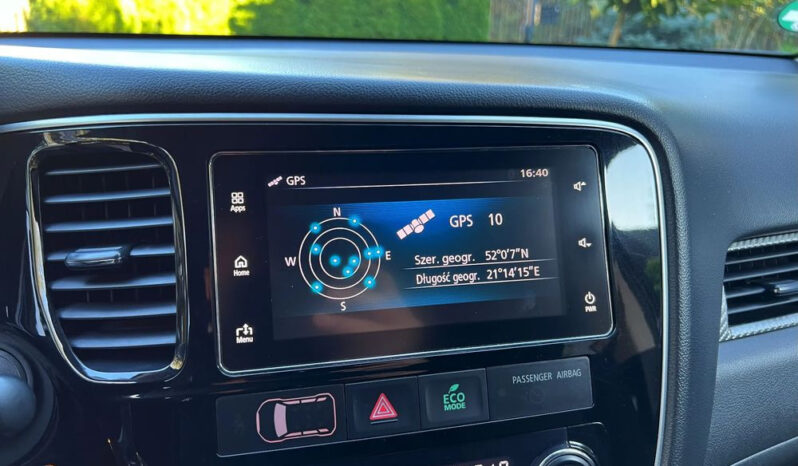 GPS
16:40
Apps
Home
Menu
N
W E
S
GPS 10
Szer. geogr. 52°0'7"N
Długość geogr. 21°14'15"E
PWR
ECO
MODE
PASSENGER AIRBAG